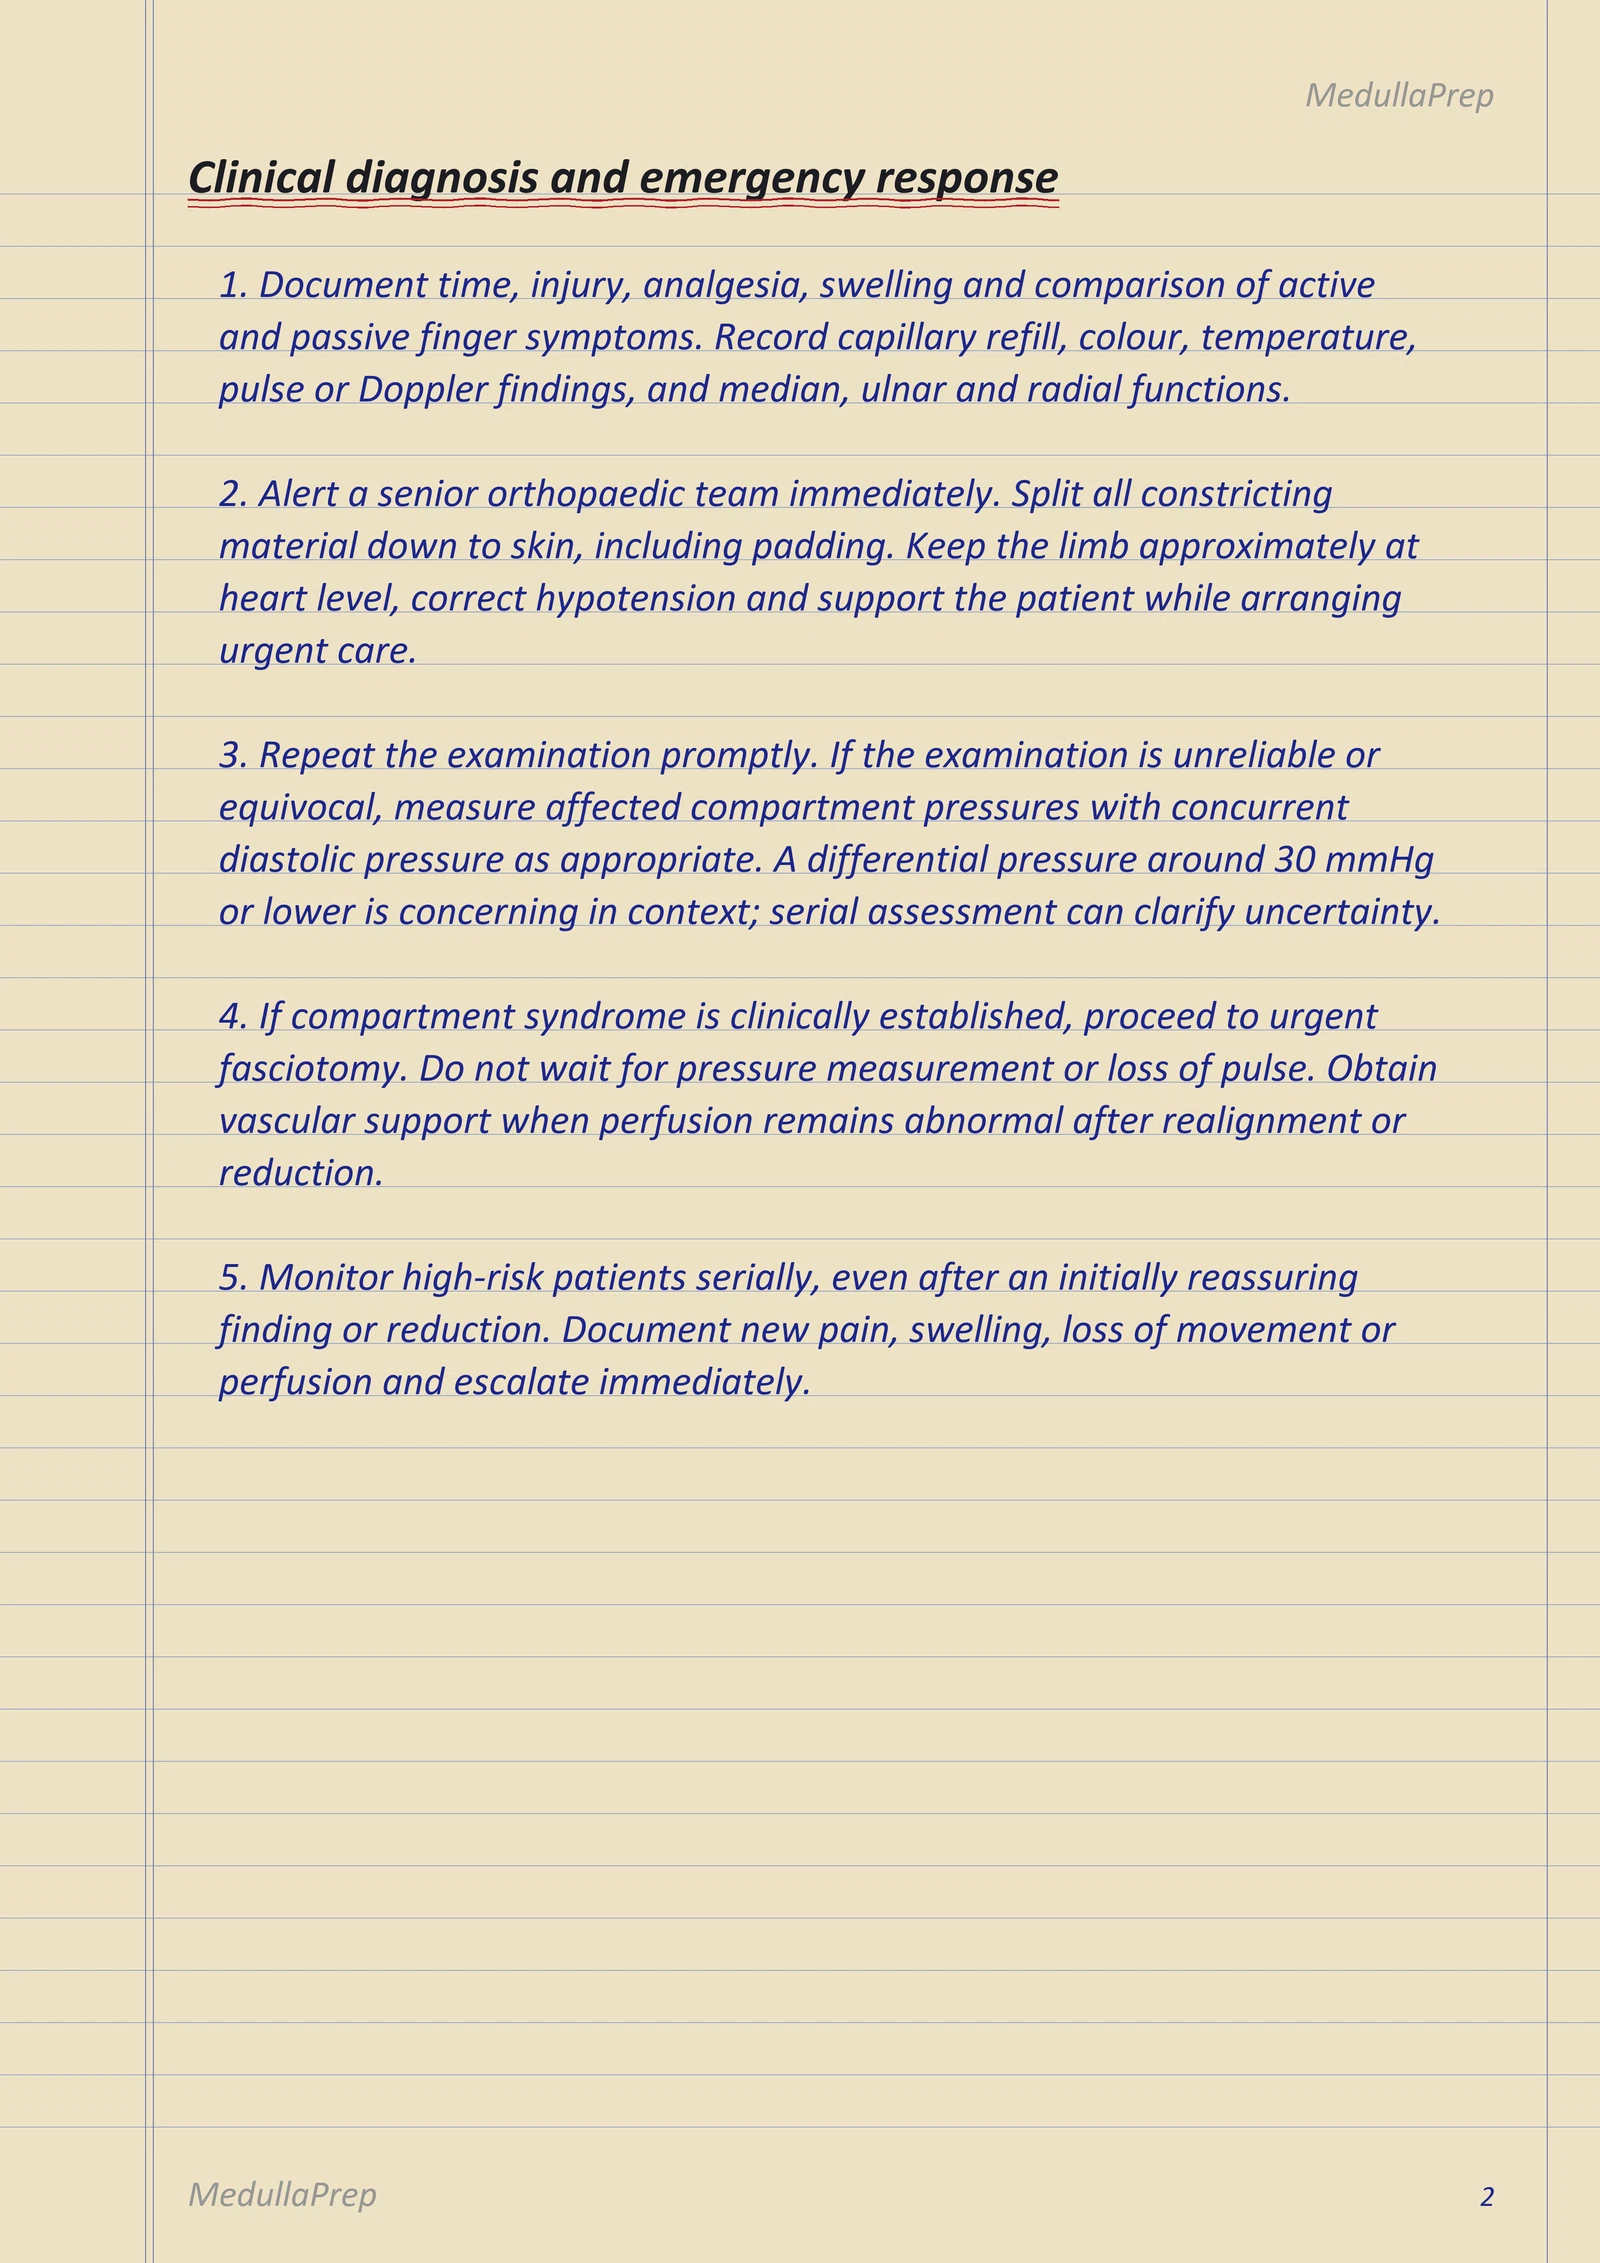 MedullaPrep
Clinical diagnosis and emergency response
1. Document time, injury, analgesia, swelling and comparison of active
and passive finger symptoms. Record capillary refill, colour, temperature,
pulse or Doppler findings, and median, ulnar and radial functions.
2. Alert a senior orthopaedic team immediately. Split all constricting
material down to skin, including padding. Keep the limb approximately at
heart level, correct hypotension and support the patient while arranging
urgent care.
3. Repeat the examination promptly. If the examination is unreliable or
equivocal, measure affected compartment pressures with concurrent
diastolic pressure as appropriate. A differential pressure around 30 mmHg
or lower is concerning in context; serial assessment can clarify uncertainty.
4. If compartment syndrome is clinically established, proceed to urgent
fasciotomy. Do not wait for pressure measurement or loss of pulse. Obtain
vascular support when perfusion remains abnormal after realignment or
reduction.
5. Monitor high-risk patients serially, even after an initially reassuring
finding or reduction. Document new pain, swelling, loss of movement or
perfusion and escalate immediately.
MedullaPrep
2